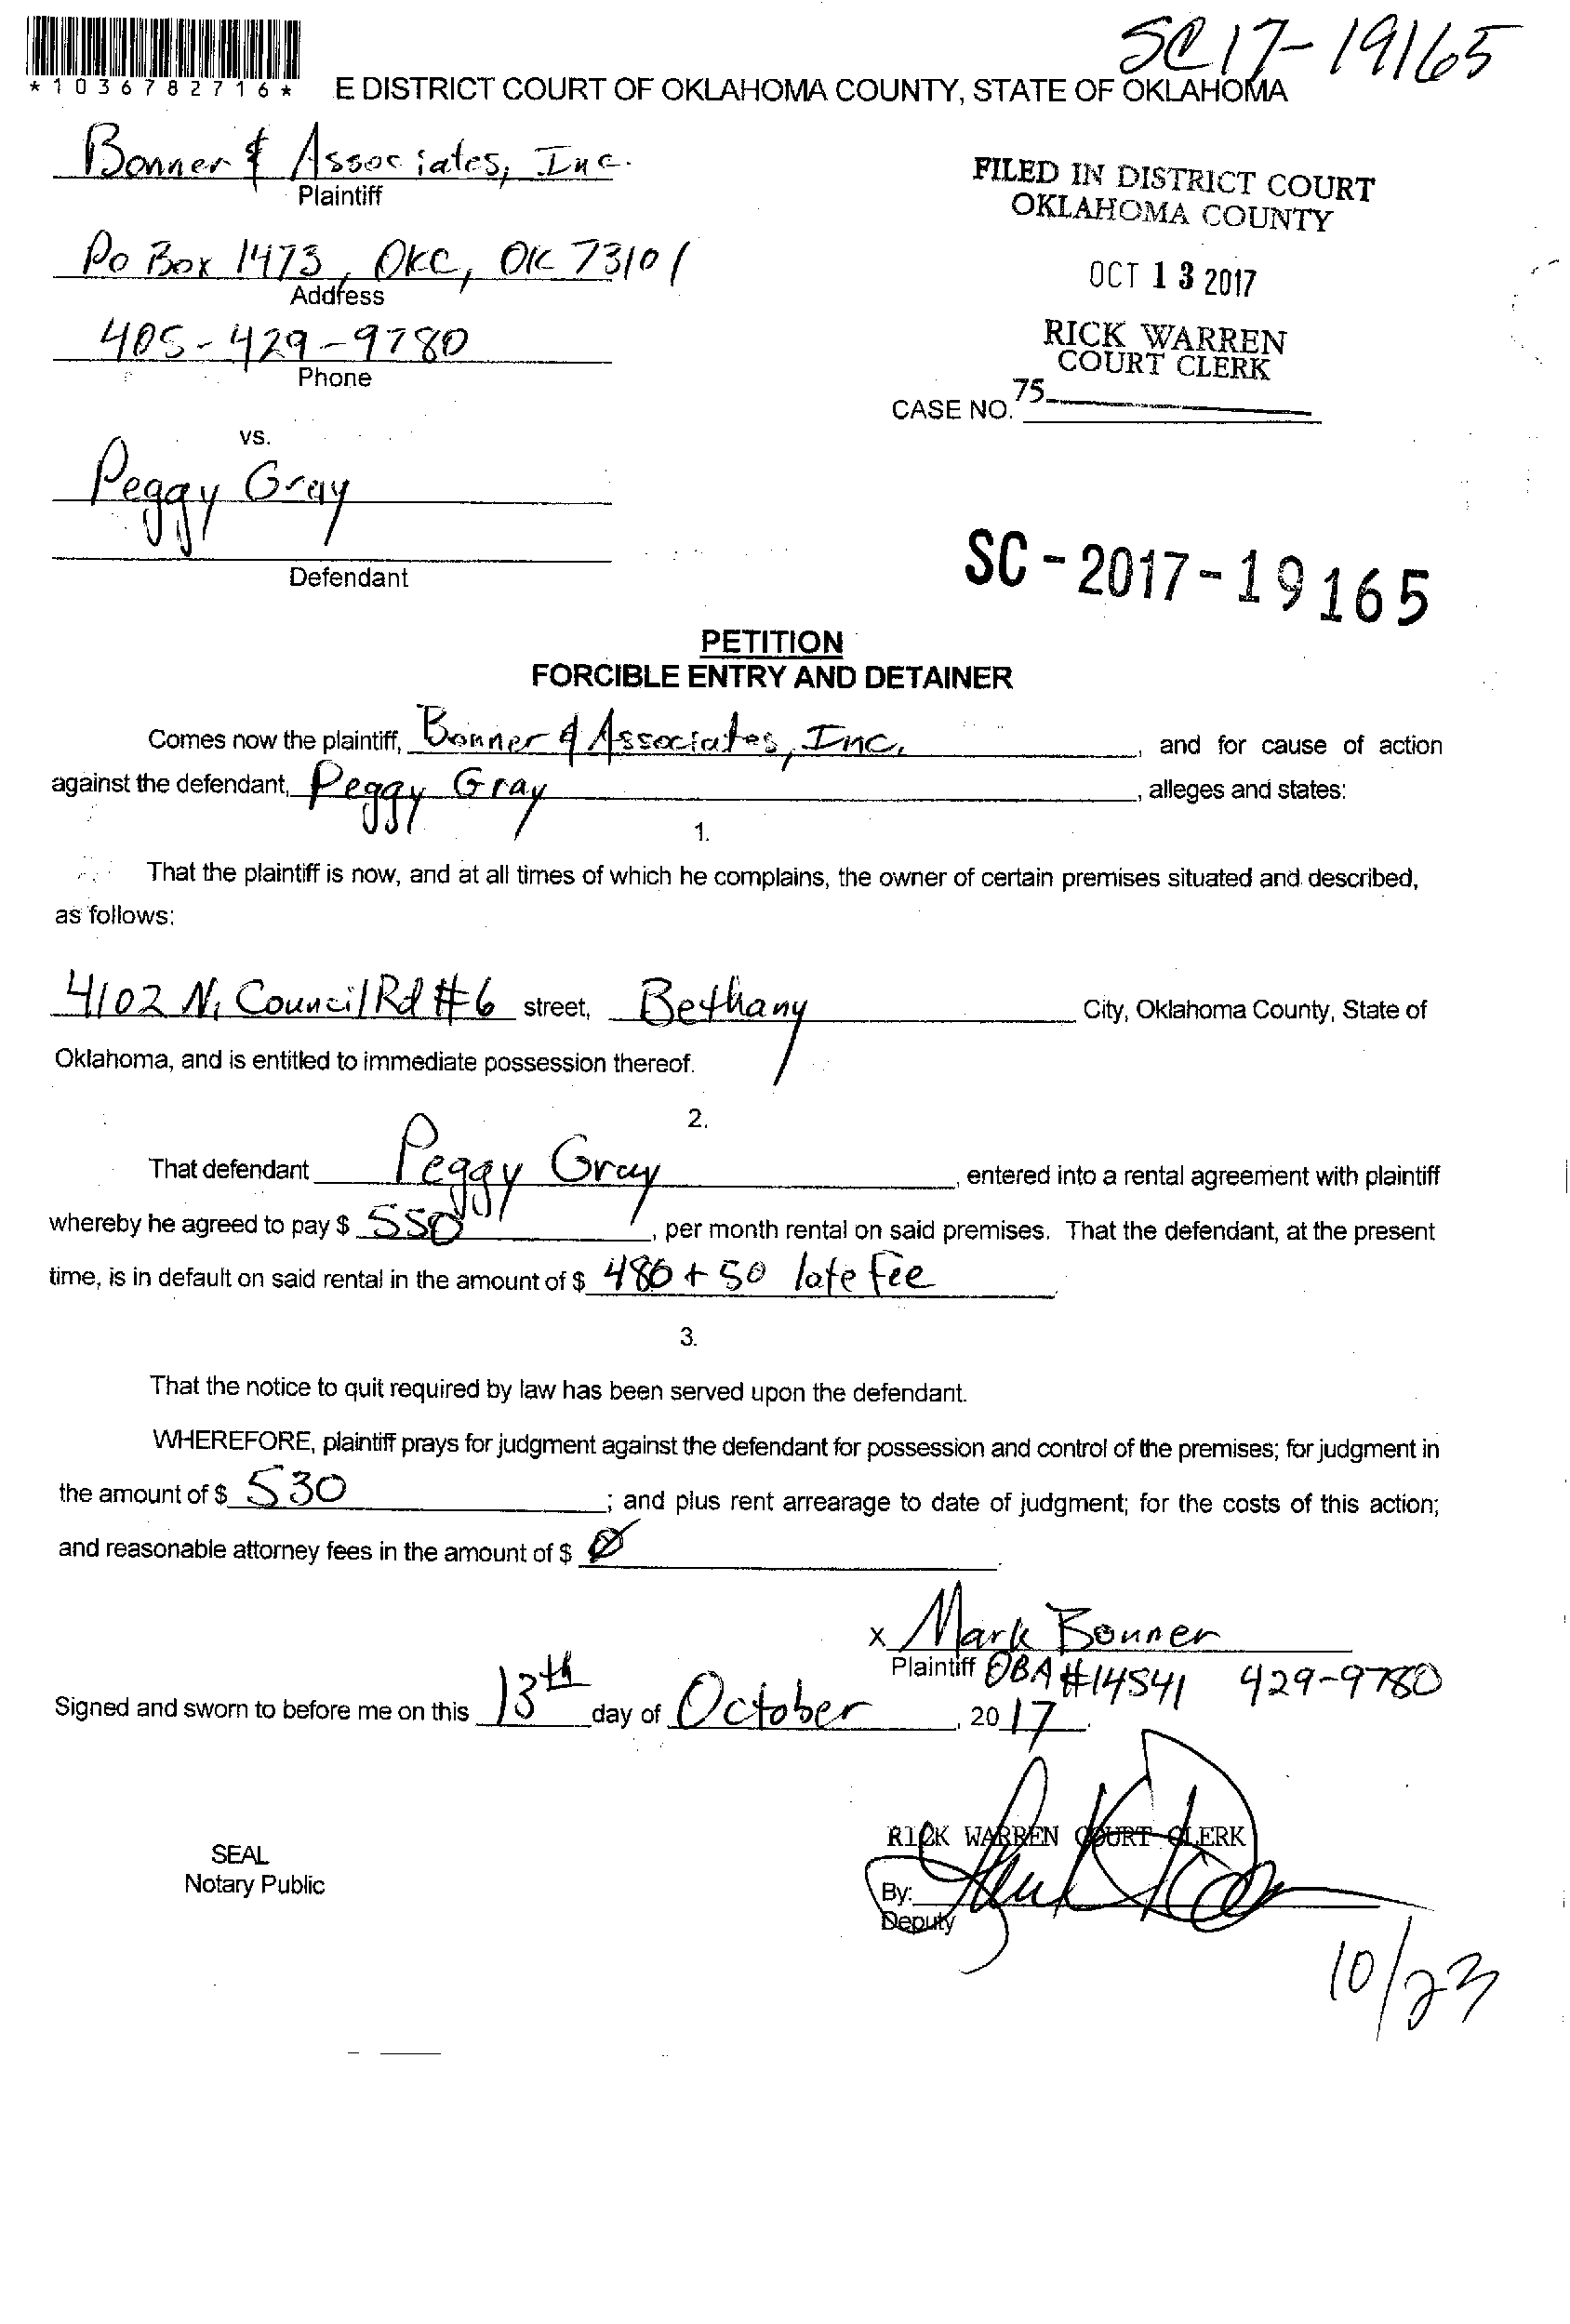 SC17-19165
*1036782716*
E DISTRICT COURT OF OKLAHOMA COUNTY, STATE OF OKLAHOMA
Bonner & Associates, Inc.
Plaintiff
FILED IN DISTRICT COURT
OKLAHOMA COUNTY
PO Box 1473, OKC, OK 73101
Address
OCT 13 2017
405-429-9780
Phone
RICK WARREN
COURT CLERK
CASE NO. 75
vs.
Peggy Gray
Defendant
SC-2017-19165
PETITION
FORCIBLE ENTRY AND DETAINER
Comes now the plaintiff, Bonner & Associates, Inc. , and for cause of action
against the defendant, Peggy Gray , alleges and states:
1.
That the plaintiff is now, and at all times of which he complains, the owner of certain premises situated and described,
as follows:
4102 N. Council Rd #6 street, Bethany City, Oklahoma County, State of
Oklahoma, and is entitled to immediate possession thereof.
2.
That defendant Peggy Gray , entered into a rental agreement with plaintiff
whereby he agreed to pay $ 550 , per month rental on said premises. That the defendant, at the present
time, is in default on said rental in the amount of $ 480 + 50 late fee .
3.
That the notice to quit required by law has been served upon the defendant.
WHEREFORE, plaintiff prays for judgment against the defendant for possession and control of the premises; for judgment in
the amount of $ 530 ; and plus rent arrearage to date of judgment; for the costs of this action;
and reasonable attorney fees in the amount of $ Ø .
x Mark Bonner
Plaintiff OBA #14541 429-9780
Signed and sworn to before me on this 13th day of October , 20 17 .
RICK WARREN COURT CLERK
SEAL
Notary Public
By:
Deputy
10/23